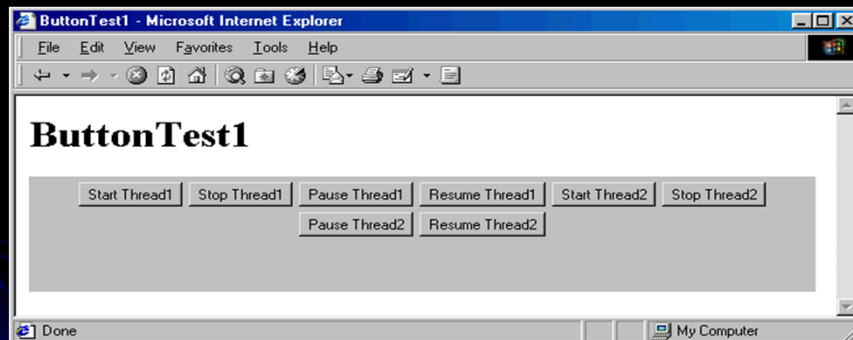 ButtonTest1 - Microsoft Internet Explorer
File Edit View Favorites Tools Help
ButtonTest1
Start Thread1 Stop Thread1 Pause Thread1 Resume Thread1 Start Thread2 Stop Thread2
Pause Thread2 Resume Thread2
Done My Computer